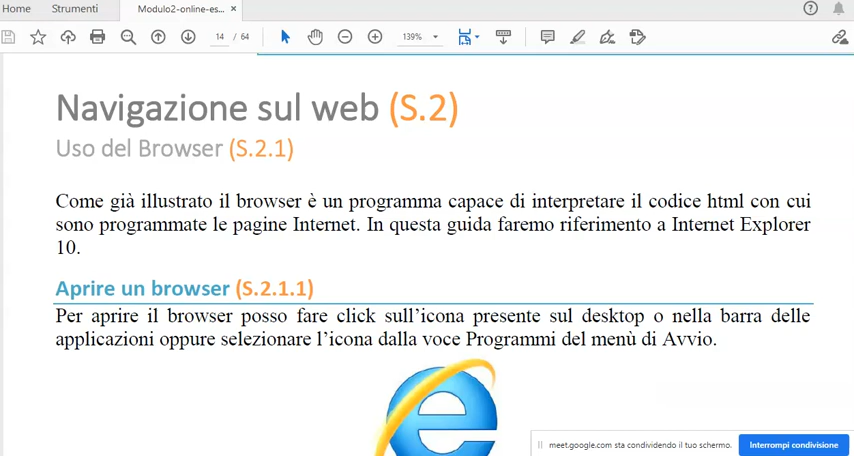 Home Strumenti Modulo2-online-es... ×
14 / 64 139%
Navigazione sul web (S.2)
Uso del Browser (S.2.1)
Come già illustrato il browser è un programma capace di interpretare il codice html con cui
sono programmate le pagine Internet. In questa guida faremo riferimento a Internet Explorer
10.
Aprire un browser (S.2.1.1)
Per aprire il browser posso fare click sull’icona presente sul desktop o nella barra delle
applicazioni oppure selezionare l’icona dalla voce Programmi del menù di Avvio.
meet.google.com sta condividendo il tuo schermo. Interrompi condivisione